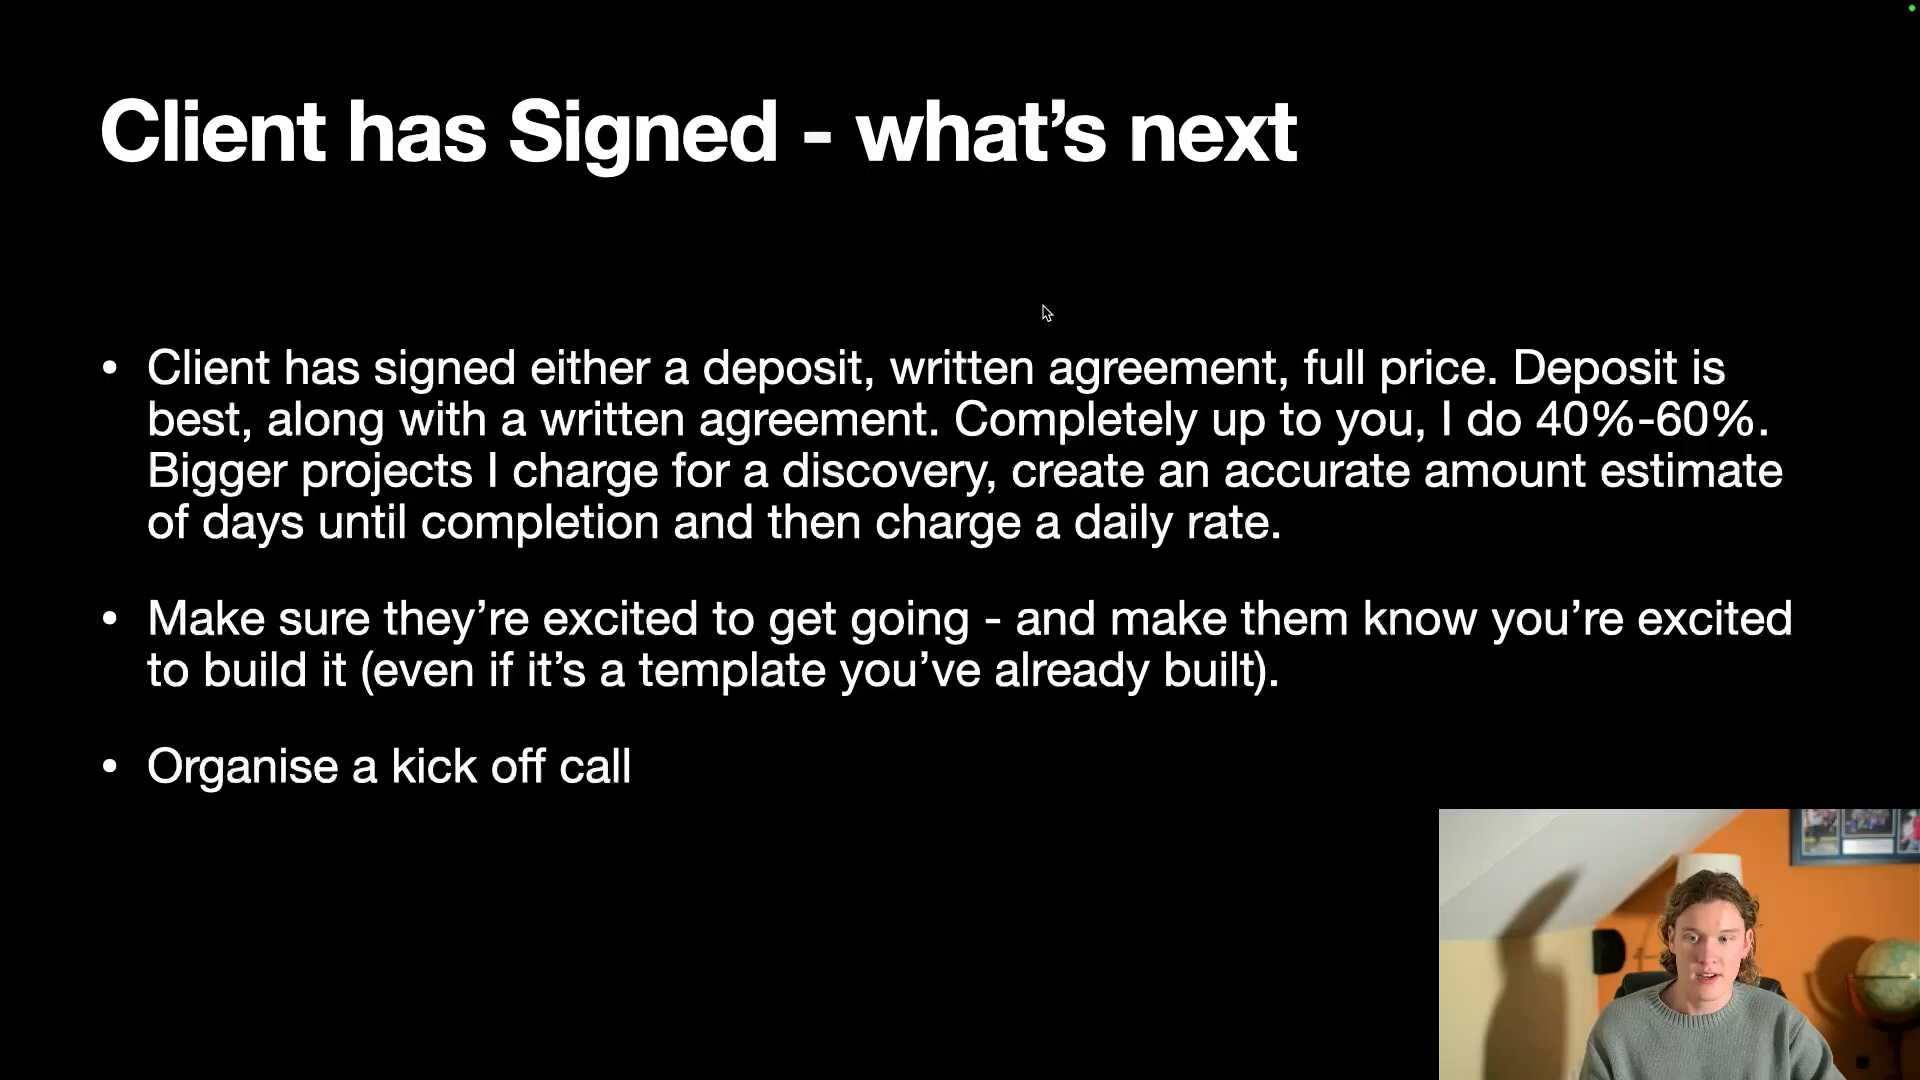 Client has Signed - what’s next
• Client has signed either a deposit, written agreement, full price. Deposit is
best, along with a written agreement. Completely up to you, I do 40%-60%.
Bigger projects I charge for a discovery, create an accurate amount estimate
of days until completion and then charge a daily rate.
• Make sure they’re excited to get going - and make them know you’re excited
to build it (even if it’s a template you’ve already built).
• Organise a kick off call